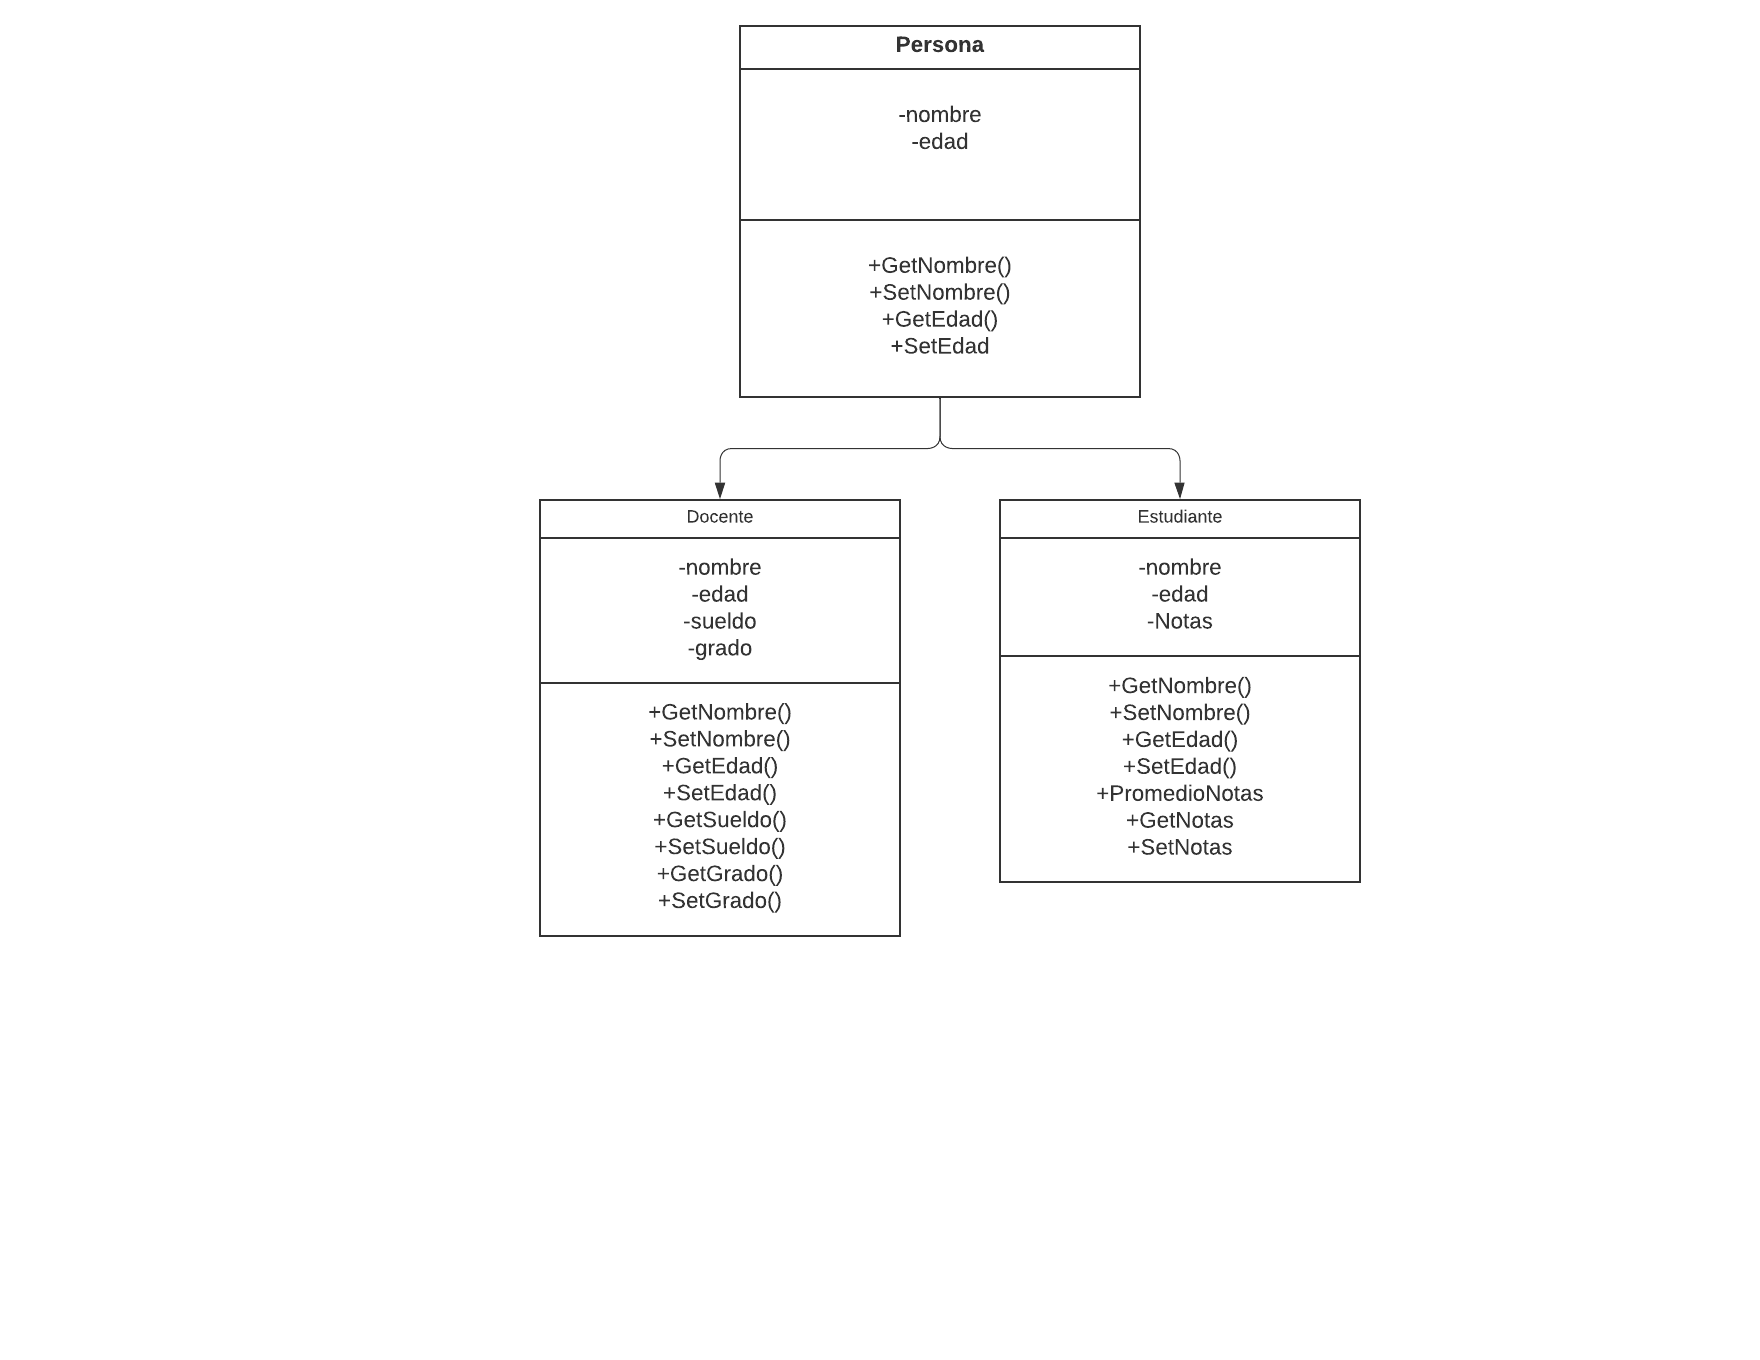 Persona
-nombre
-edad
+GetNombre()
+SetNombre()
+GetEdad()
+SetEdad
Docente
-nombre
-edad
-sueldo
-grado
+GetNombre()
+SetNombre()
+GetEdad()
+SetEdad()
+GetSueldo()
+SetSueldo()
+GetGrado()
+SetGrado()
Estudiante
-nombre
-edad
-Notas
+GetNombre()
+SetNombre()
+GetEdad()
+SetEdad()
+PromedioNotas
+GetNotas
+SetNotas